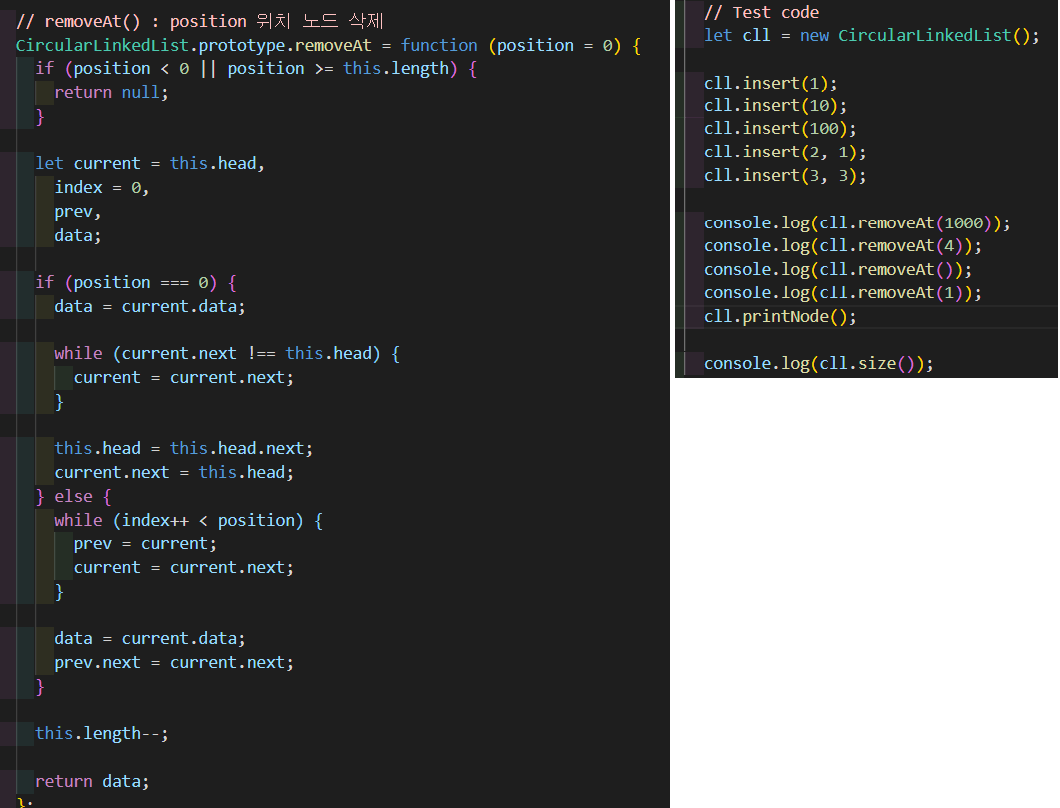 // removeAt() : position 위치 노드 삭제
CircularLinkedList.prototype.removeAt = function (position = 0) {
  if (position < 0 || position >= this.length) {
    return null;
  }

  let current = this.head,
    index = 0,
    prev,
    data;

  if (position === 0) {
    data = current.data;

    while (current.next !== this.head) {
      current = current.next;
    }

    this.head = this.head.next;
    current.next = this.head;
  } else {
    while (index++ < position) {
      prev = current;
      current = current.next;
    }

    data = current.data;
    prev.next = current.next;
  }

  this.length--;

  return data;
};
// Test code
let cll = new CircularLinkedList();

cll.insert(1);
cll.insert(10);
cll.insert(100);
cll.insert(2, 1);
cll.insert(3, 3);

console.log(cll.removeAt(1000));
console.log(cll.removeAt(4));
console.log(cll.removeAt());
console.log(cll.removeAt(1));
cll.printNode();

console.log(cll.size());